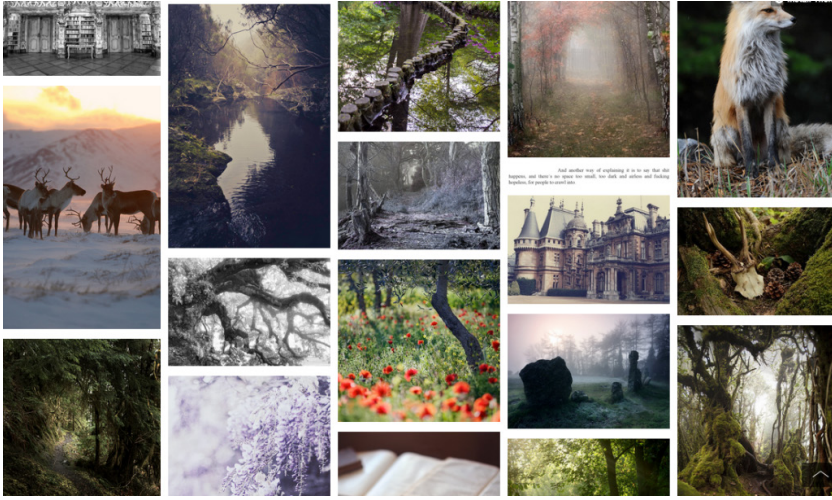 And another way of explaining it is to say that shit
happens, and there's no space too small, too dark and airless and fucking
hopeless, for people to crawl into.